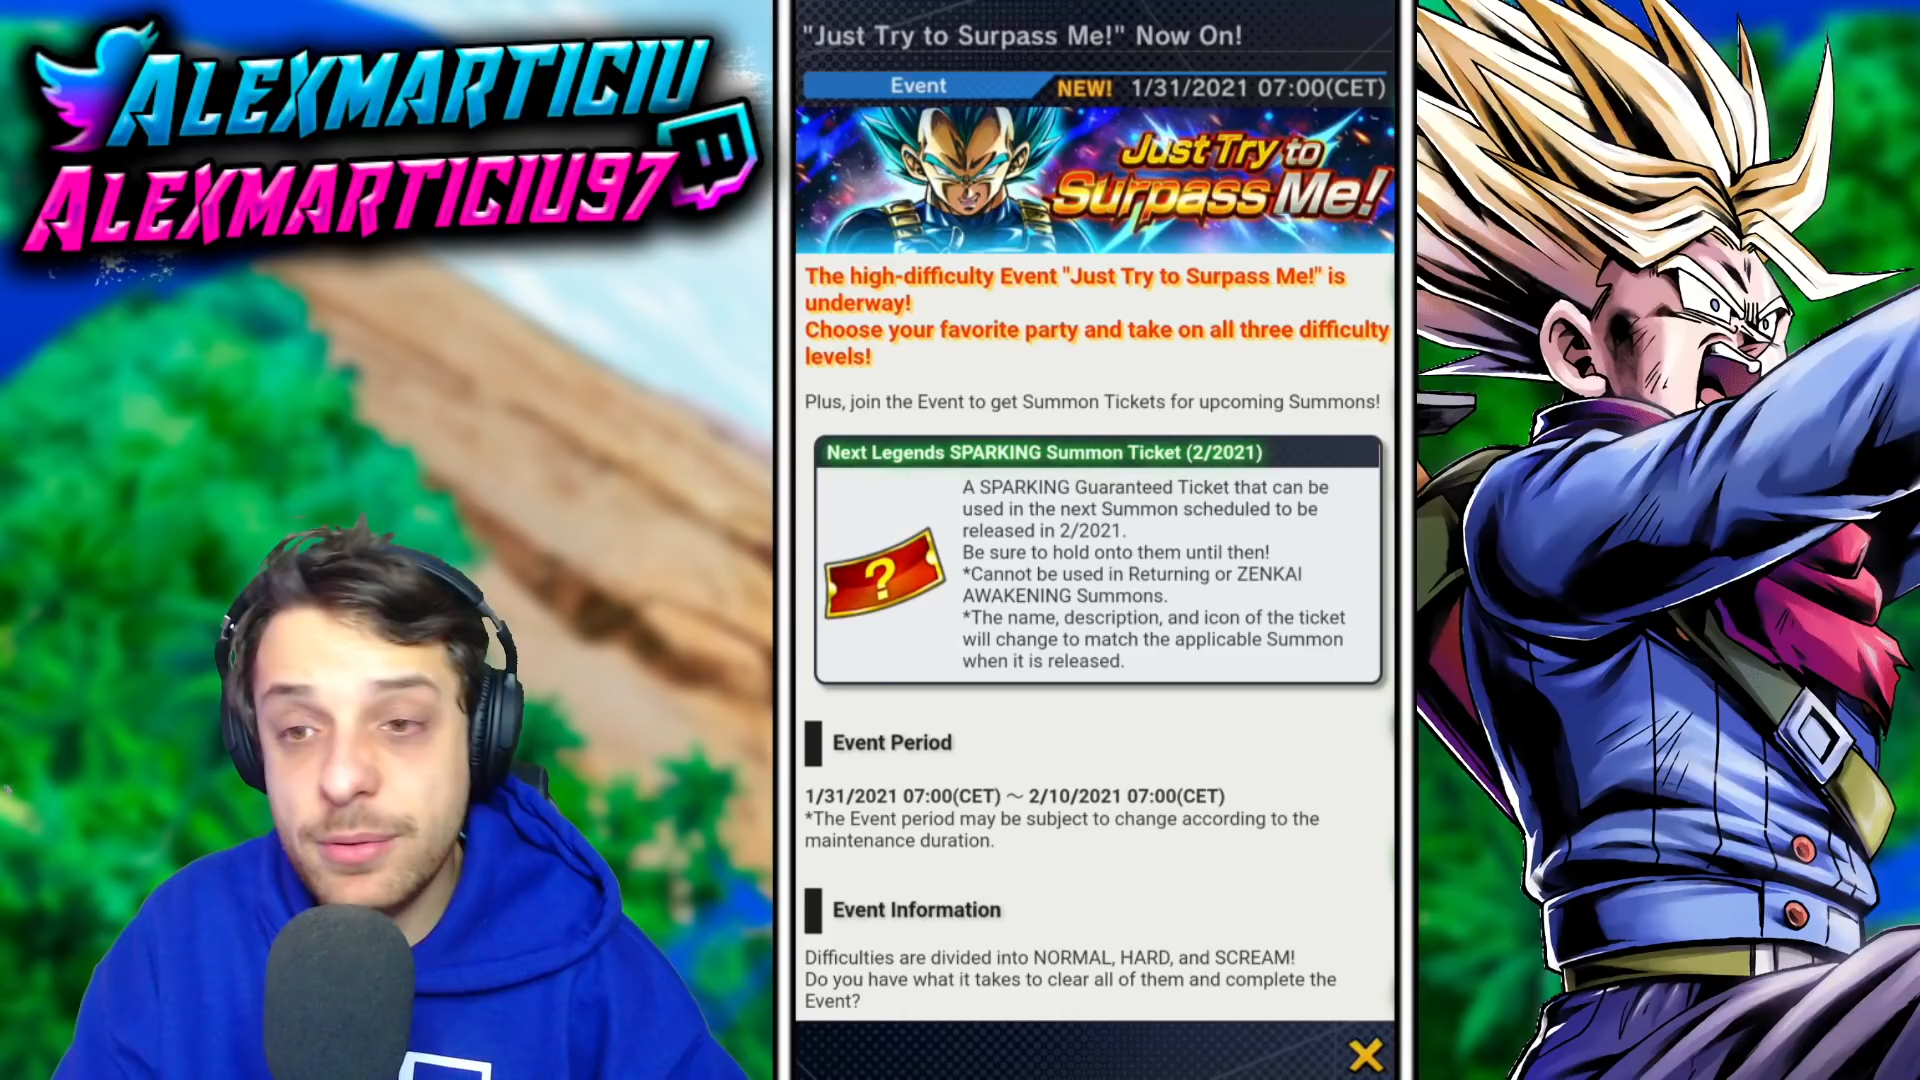 ALEXMARTICIU
ALEXMARTICIU97
"Just Try to Surpass Me!" Now On!
Event NEW! 1/31/2021 07:00(CET)
Just Try to
Surpass Me!
The high-difficulty Event "Just Try to Surpass Me!" is
underway!
Choose your favorite party and take on all three difficulty
levels!
Plus, join the Event to get Summon Tickets for upcoming Summons!
Next Legends SPARKING Summon Ticket (2/2021)
?
A SPARKING Guaranteed Ticket that can be
used in the next Summon scheduled to be
released in 2/2021.
Be sure to hold onto them until then!
*Cannot be used in Returning or ZENKAI
AWAKENING Summons.
*The name, description, and icon of the ticket
will change to match the applicable Summon
when it is released.
Event Period
1/31/2021 07:00(CET) ～ 2/10/2021 07:00(CET)
*The Event period may be subject to change according to the
maintenance duration.
Event Information
Difficulties are divided into NORMAL, HARD, and SCREAM!
Do you have what it takes to clear all of them and complete the
Event?